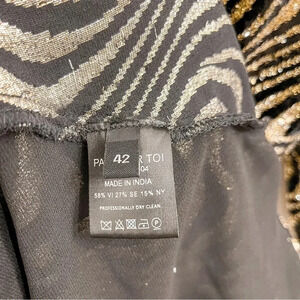 42
04
MADE IN INDIA
58% VI 27% SE 15% NY
PROFESSIONALLY DRY CLEAN